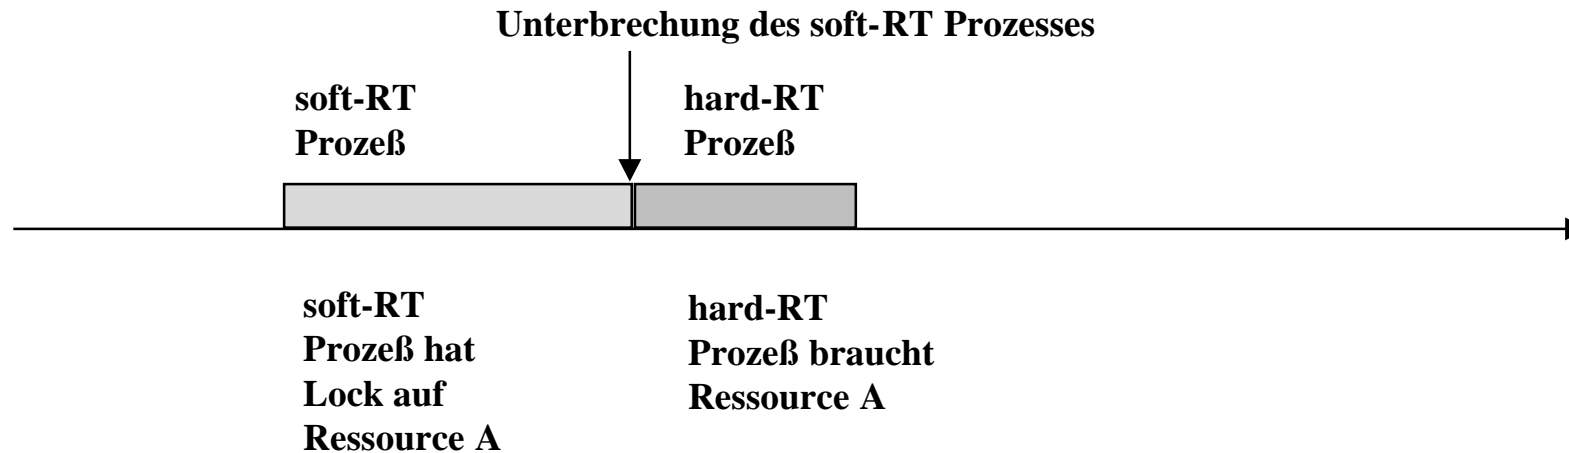 Unterbrechung des soft-RT Prozesses
soft-RT
Prozeß
hard-RT
Prozeß
soft-RT
Prozeß hat
Lock auf
Ressource A
hard-RT
Prozeß braucht
Ressource A